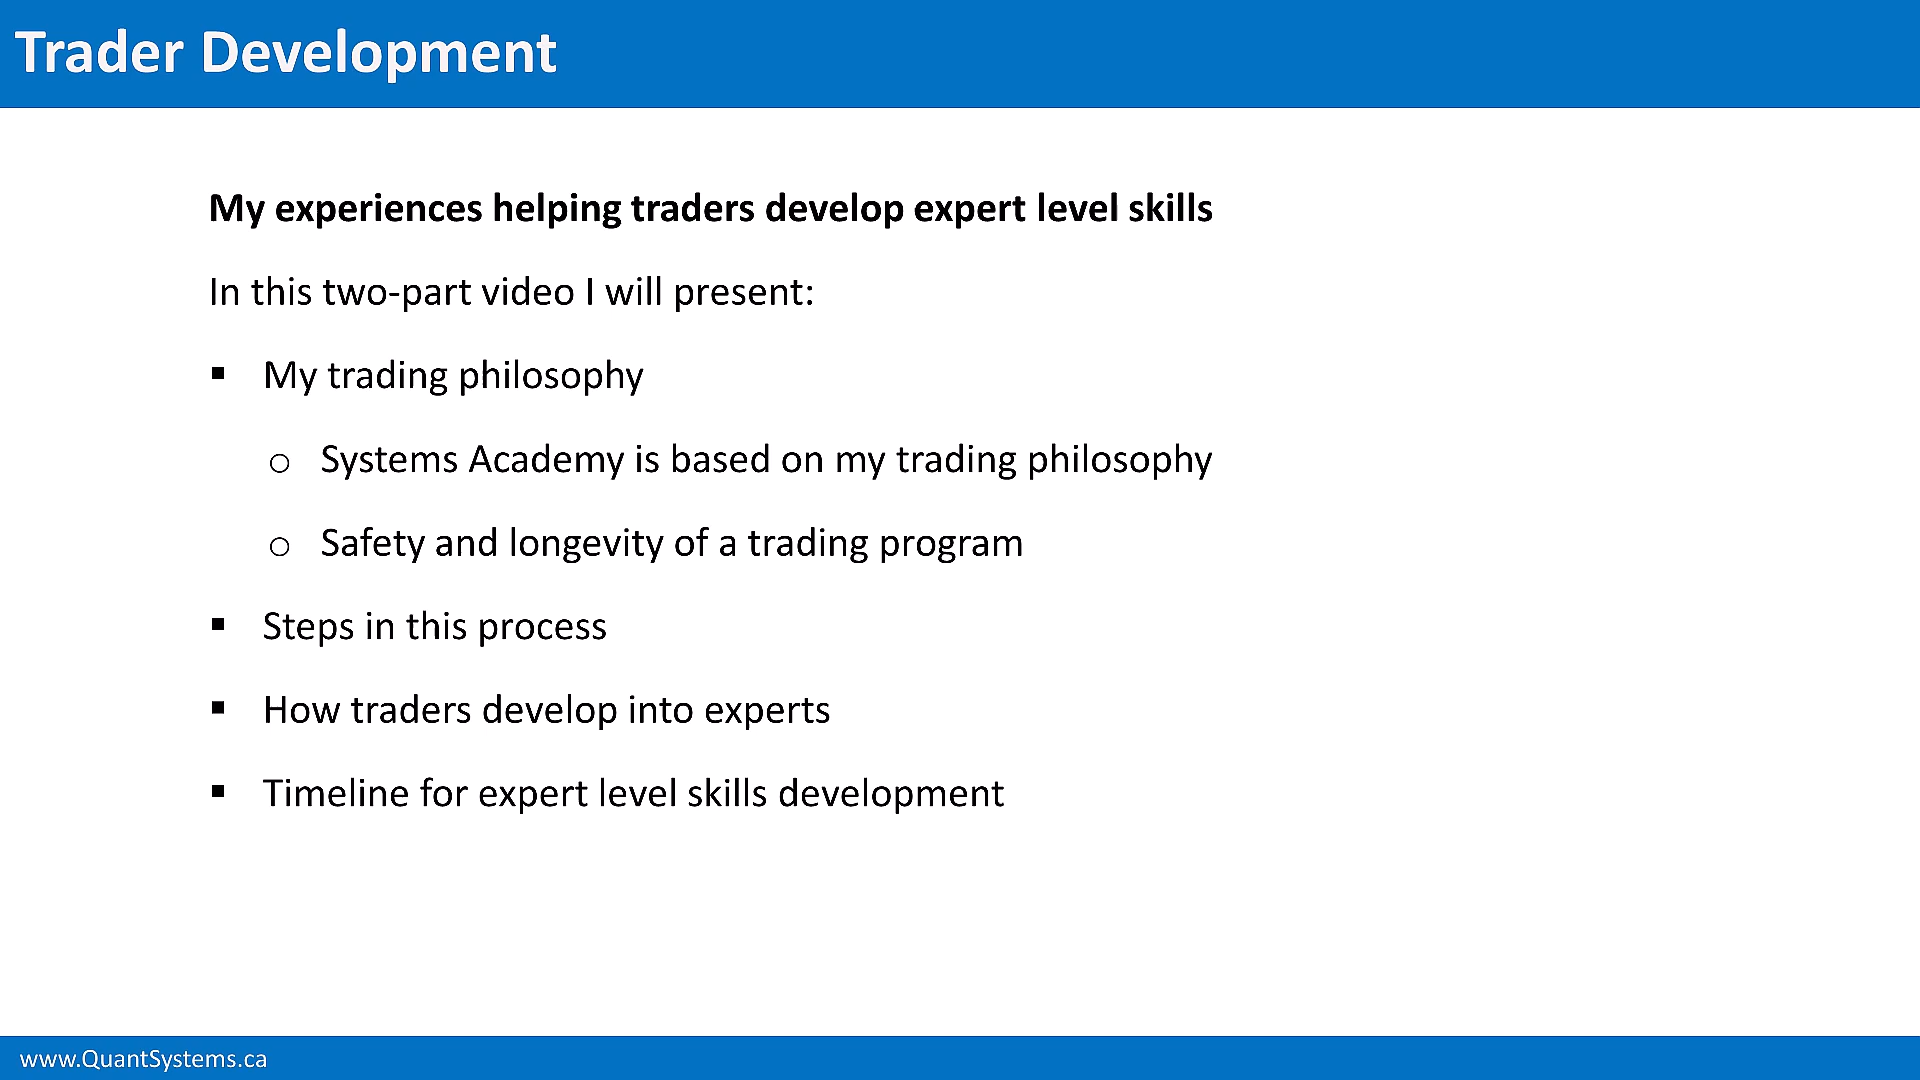 Trader Development
My experiences helping traders develop expert level skills
In this two-part video I will present:
▪ My trading philosophy
o Systems Academy is based on my trading philosophy
o Safety and longevity of a trading program
▪ Steps in this process
▪ How traders develop into experts
▪ Timeline for expert level skills development
www.QuantSystems.ca